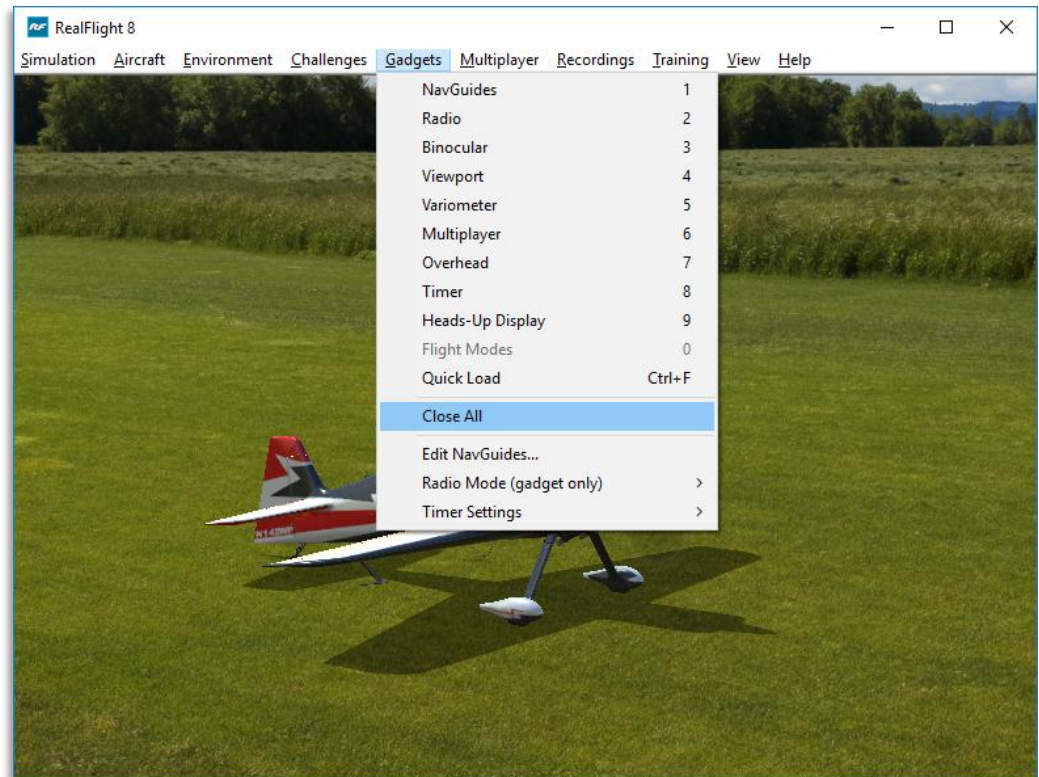 RF RealFlight 8
Simulation Aircraft Environment Challenges Gadgets Multiplayer Recordings Training View Help
NavGuides 1
Radio 2
Binocular 3
Viewport 4
Variometer 5
Multiplayer 6
Overhead 7
Timer 8
Heads-Up Display 9
Flight Modes 0
Quick Load Ctrl+F
Close All
Edit NavGuides...
Radio Mode (gadget only)
Timer Settings
N142WP